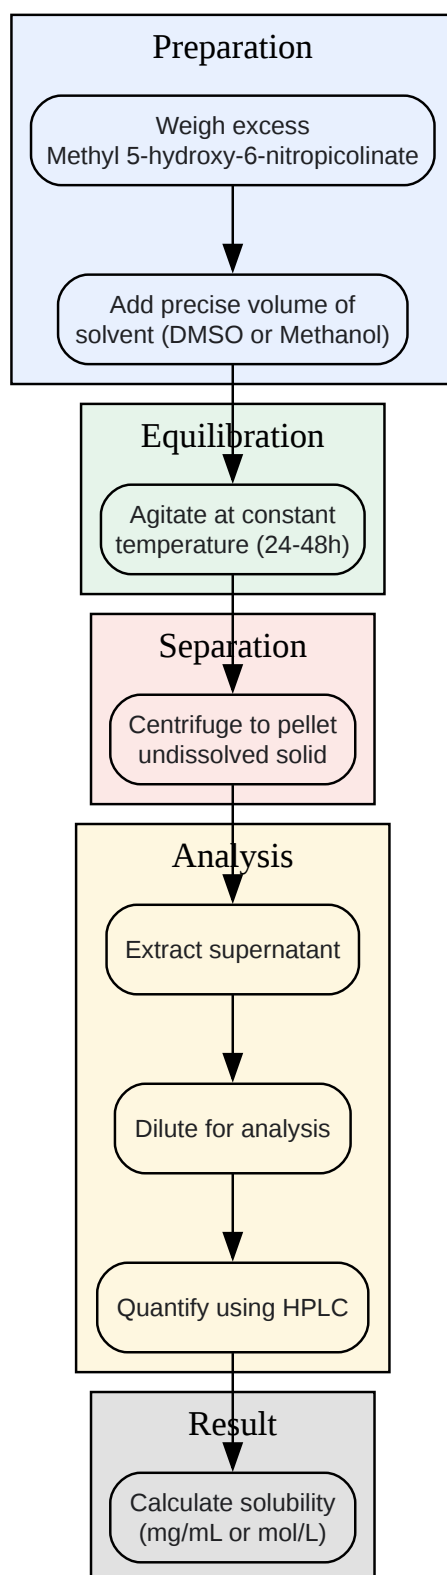 Preparation
Weigh excess
Methyl 5-hydroxy-6-nitropicolinate
Add precise volume of
solvent (DMSO or Methanol)
Equilibration
Agitate at constant
temperature (24-48h)
Separation
Centrifuge to pellet
undissolved solid
Analysis
Extract supernatant
Dilute for analysis
Quantify using HPLC
Result
Calculate solubility
(mg/mL or mol/L)